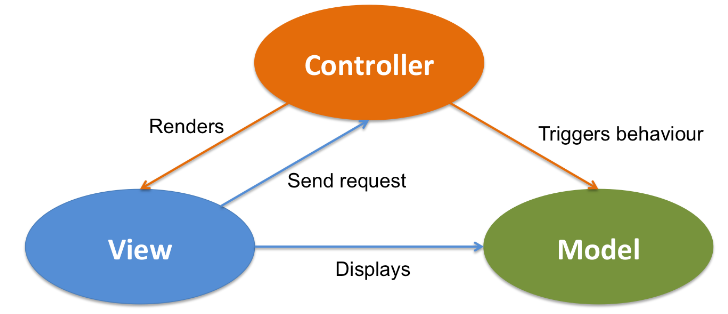 Controller
Renders
Triggers behaviour
Send request
View
Model
Displays